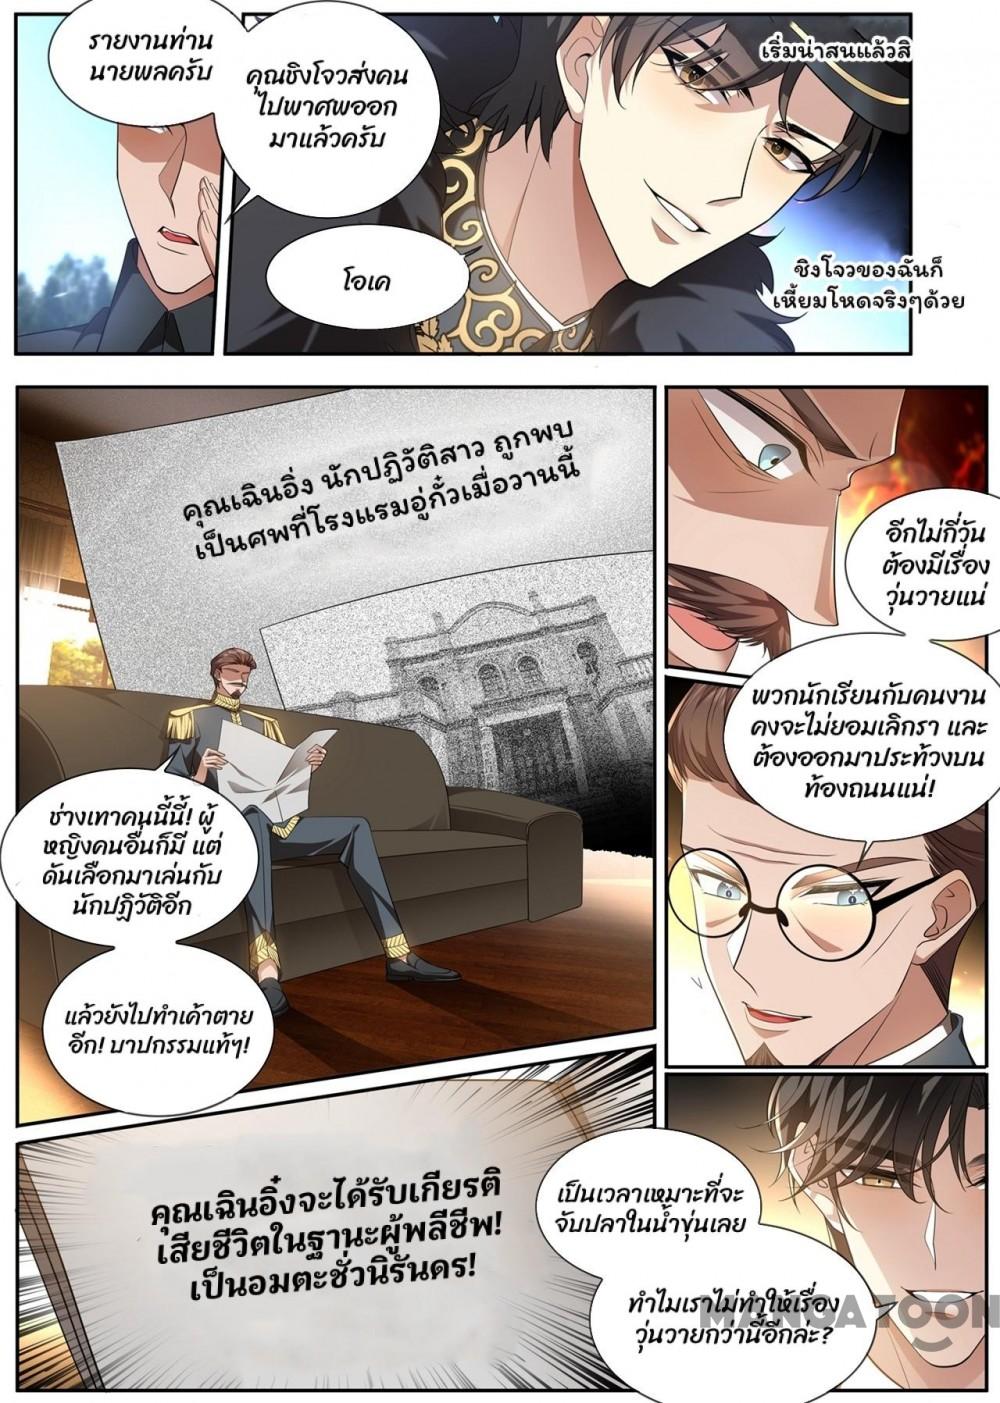 รายงานท่าน
นายพลครับ
คุณชิงโจวส่งคน
ไปพาศพออก
มาแล้วครับ
เริ่มน่าสนแล้วสิ
โอเค
ชิงโจวของฉันก็
เหี้ยมโหดจริงๆด้วย
คุณเฉินอิ่ง นักปฏิวัติสาว ถูกพบ
เป็นศพที่โรงแรมอู่กั๋วเมื่อวานนี้
อีกไม่กี่วัน
ต้องมีเรื่อง
วุ่นวายแน่
พวกนักเรียนกับคนงาน
คงจะไม่ยอมเลิกรา และ
ต้องออกมาประท้วงบน
ท้องถนนแน่!
ช่างเทาคนนี้นี้! ผู้
หญิงคนอื่นก็มี แต่
ดันเลือกมาเล่นกับ
นักปฏิวัติอีก
แล้วยังไปทำเค้าตาย
อีก! บาปกรรมแท้ๆ!
คุณเฉินอิ๋งจะได้รับเกียรติ
เสียชีวิตในฐานะผู้พลีชีพ!
เป็นอมตะชั่วนิรันดร!
เป็นเวลาเหมาะที่จะ
จับปลาในน้ำขุ่นเลย
ทำไมเราไม่ทำให้เรื่อง
วุ่นวายกว่านี้อีกล่ะ?
MANGATOON